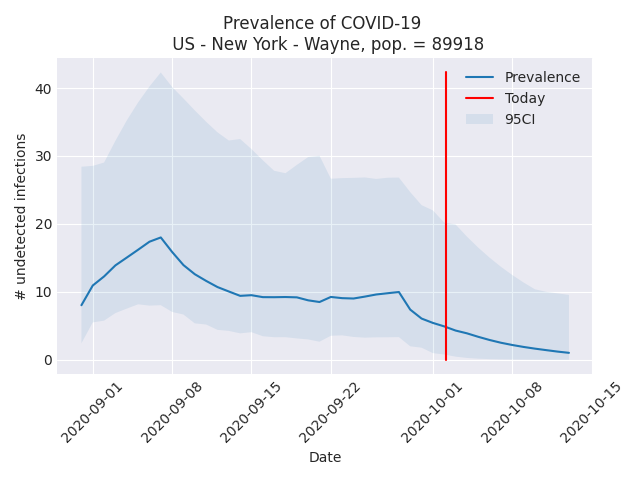 Prevalence of COVID-19
US - New York - Wayne, pop. = 89918
# undetected infections
40
30
20
10
0
Prevalence
Today
95CI
2020-09-01
2020-09-08
2020-09-15
2020-09-22
2020-10-01
2020-10-08
2020-10-15
Date